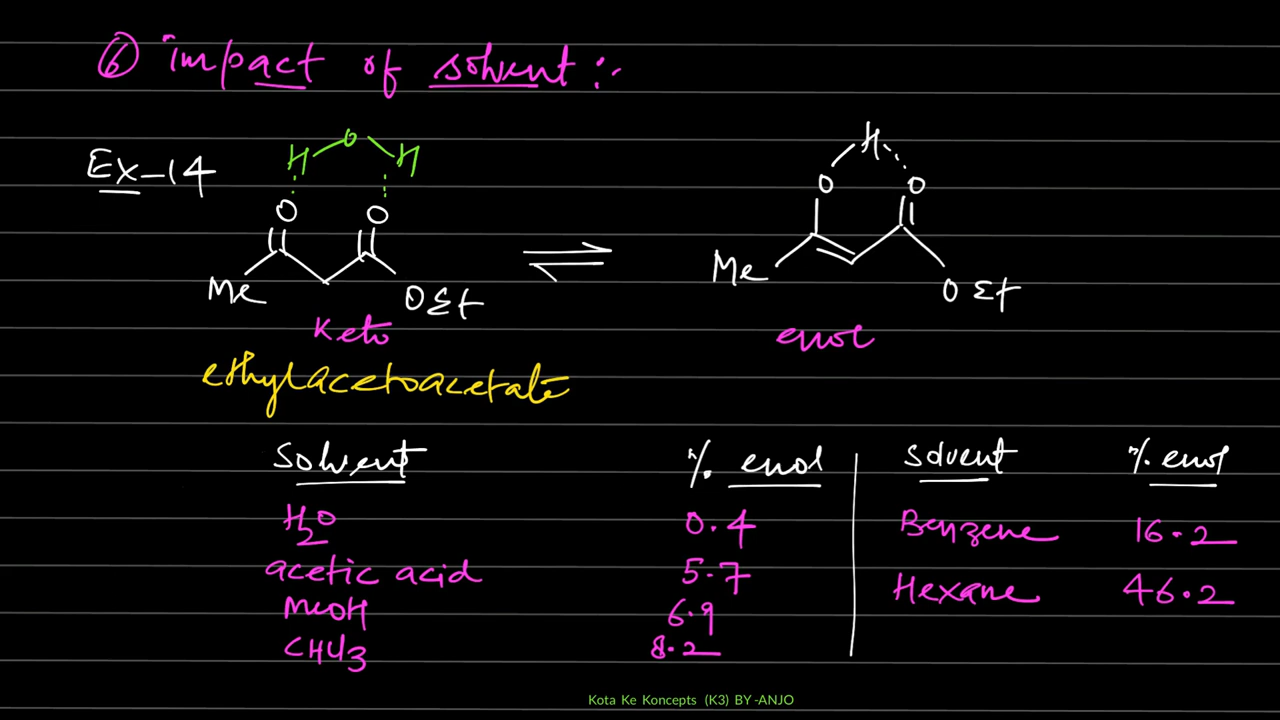 ⑥ impact of solvent :-
Ex-14
H O H
O O
Me OEt
Keto
ethylacetoacetate
H
O O
Me OEt
enol
Solvent % enol
H2O 0.4
acetic acid 5.7
MeOH 6.9
CHCl3 8.2
Solvent % enol
Benzene 16.2
Hexane 46.2
Kota Ke Koncepts (K3) BY -ANJO